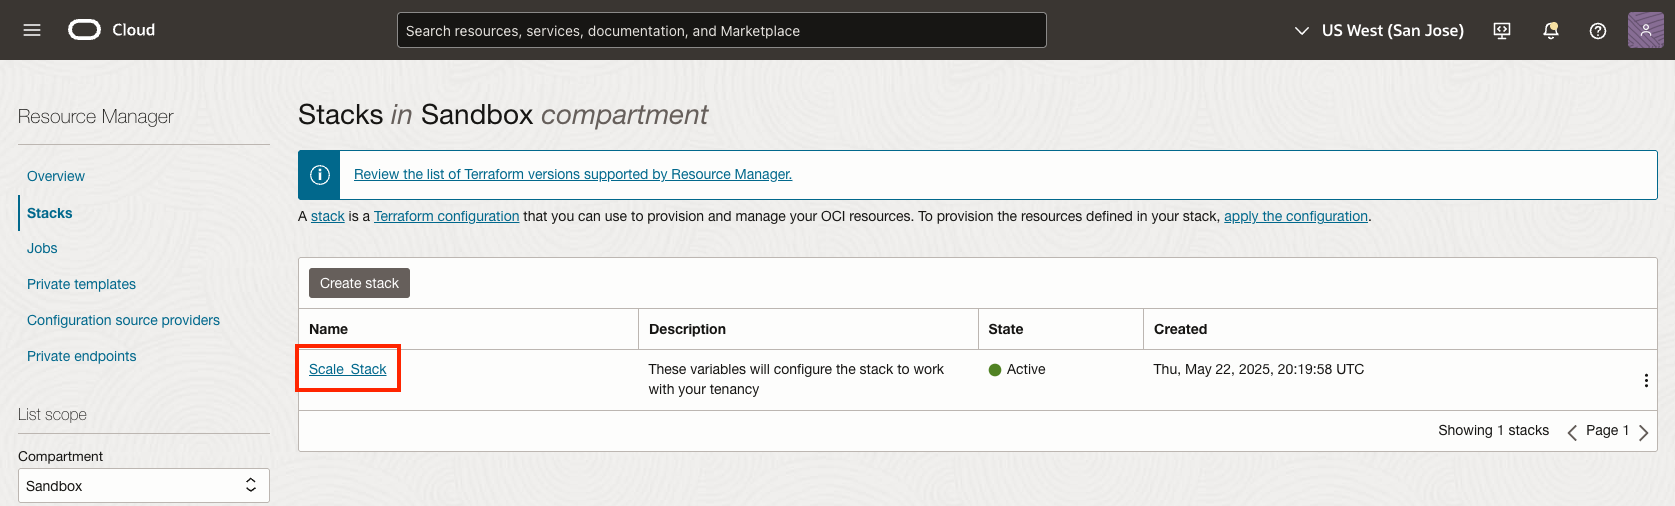 Cloud
Search resources, services, documentation, and Marketplace
US West (San Jose)
Resource Manager
Overview
Stacks
Jobs
Private templates
Configuration source providers
Private endpoints
List scope
Compartment
Sandbox
Stacks in Sandbox compartment
Review the list of Terraform versions supported by Resource Manager.
A stack is a Terraform configuration that you can use to provision and manage your OCI resources. To provision the resources defined in your stack, apply the configuration.
Create stack
Name Description State Created
Scale_Stack These variables will configure the stack to work Active Thu, May 22, 2025, 20:19:58 UTC
with your tenancy
Showing 1 stacks Page 1